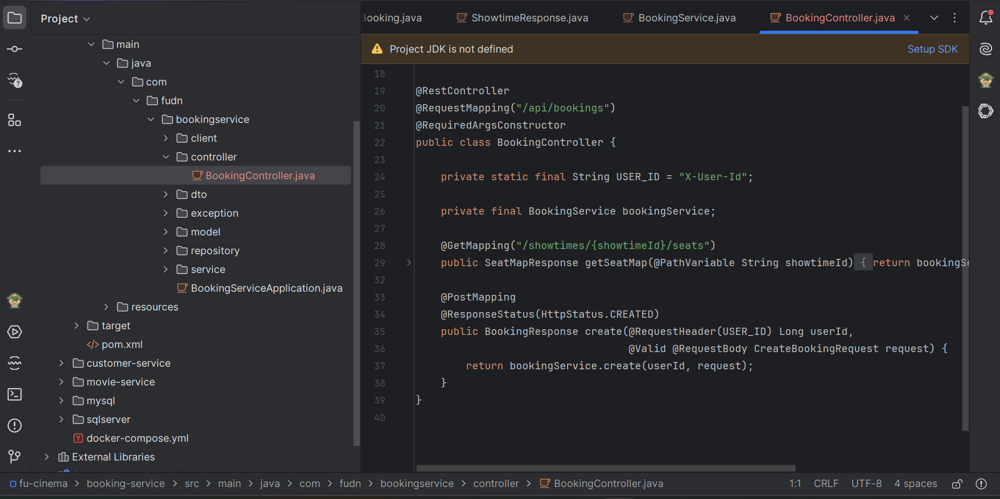 Project
ShowtimeResponse.java
BookingService.java
BookingController.java
Project JDK is not defined
Setup SDK
main
java
com
fudn
bookingservice
client
controller
BookingController.java
dto
exception
model
repository
service
BookingServiceApplication.java
resources
target
pom.xml
customer-service
movie-service
mysql
sqlserver
docker-compose.yml
External Libraries
18
19 @RestController
20 @RequestMapping("/api/bookings")
21 @RequiredArgsConstructor
22 public class BookingController {
23
24 private static final String USER_ID = "X-User-Id";
25
26 private final BookingService bookingService;
27
28 @GetMapping("/showtimes/{showtimeId}/seats")
29 public SeatMapResponse getSeatMap(@PathVariable String showtimeId) { return
32
33 @PostMapping
34 @ResponseStatus(HttpStatus.CREATED)
35 public BookingResponse create(@RequestHeader(USER_ID) Long userId,
36 @Valid @RequestBody CreateBookingRequest request) {
37 return bookingService.create(userId, request);
38 }
39 }
40
fu-cinema > booking-service > src > main > java > com > fudn > bookingservice > controller > BookingController.java
1:1 CRLF UTF-8 4 spaces